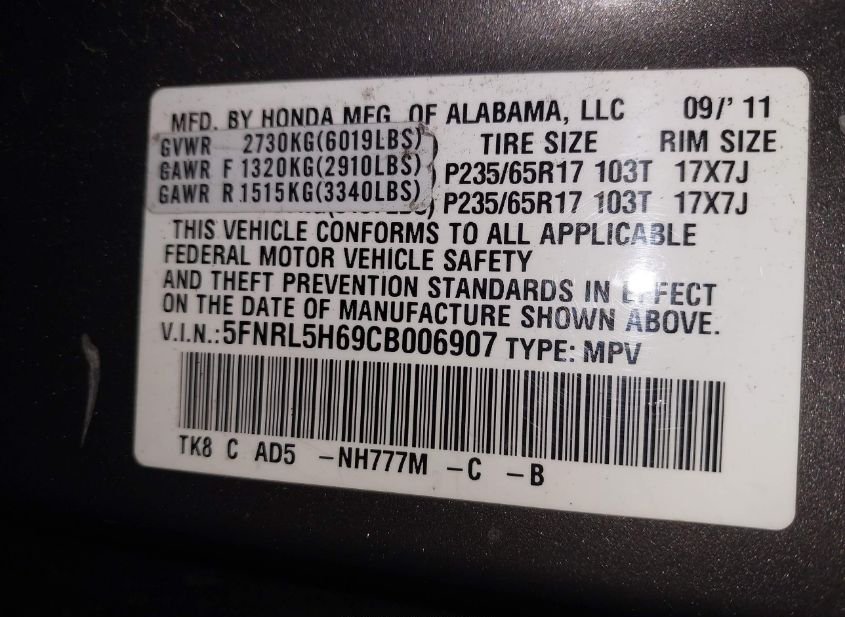 MFD. BY HONDA MFG. OF ALABAMA, LLC 09/' 11
GVWR 2730KG(6019LBS) TIRE SIZE RIM SIZE
GAWR F 1320KG(2910LBS) P235/65R17 103T 17X7J
GAWR R 1515KG(3340LBS) P235/65R17 103T 17X7J
THIS VEHICLE CONFORMS TO ALL APPLICABLE
FEDERAL MOTOR VEHICLE SAFETY
AND THEFT PREVENTION STANDARDS IN EFFECT
ON THE DATE OF MANUFACTURE SHOWN ABOVE.
V.I.N.:5FNRL5H69CB006907 TYPE: MPV
TK8 C AD5 -NH777M -C -B